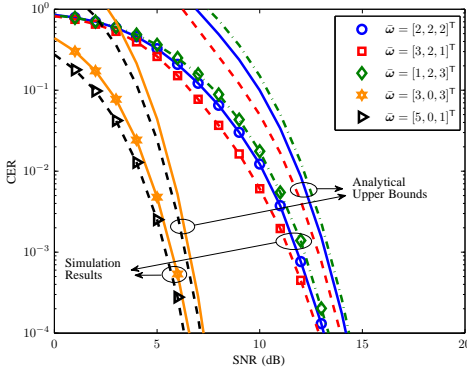 CER
10^0
10^{-1}
10^{-2}
10^{-3}
10^{-4}
0
5
10
15
20
SNR (dB)
ω̄ = [2, 2, 2]^T
ω̄ = [3, 2, 1]^T
ω̄ = [1, 2, 3]^T
ω̄ = [3, 0, 3]^T
ω̄ = [5, 0, 1]^T
Analytical
Upper Bounds
Simulation
Results